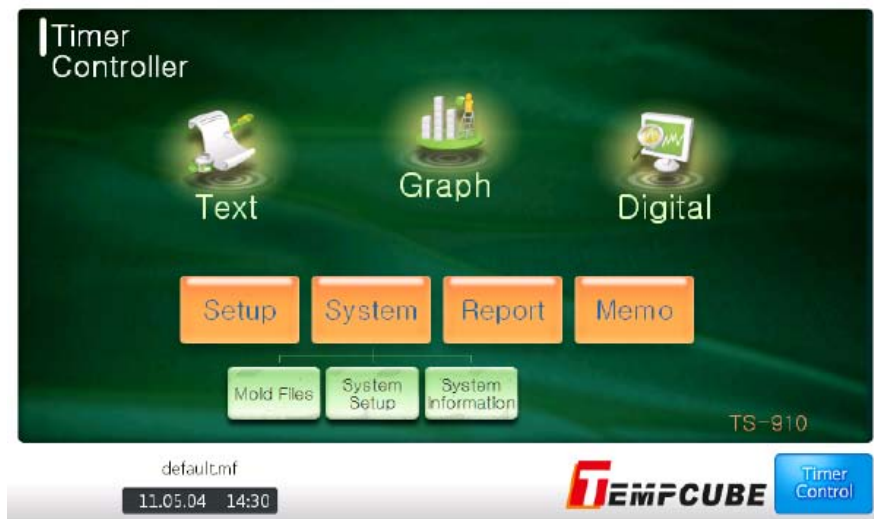 Timer
Controller
Text
Graph
Digital
Setup
System
Report
Memo
Mold Files
System
Setup
System
Information
TS-910
default.mf
11.05.04 14:30
TEMPCUBE
Timer
Control